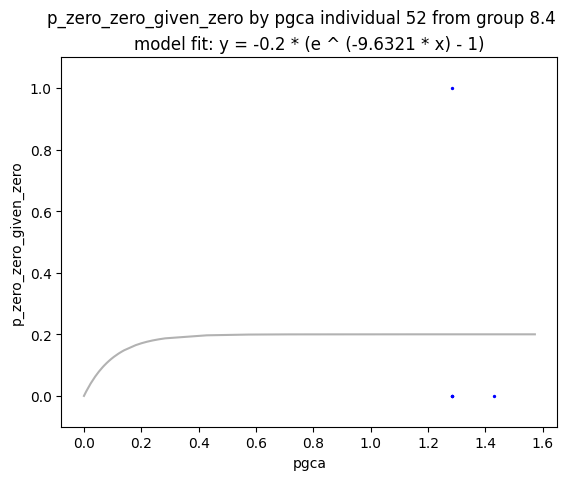 p_zero_zero_given_zero by pgca individual 52 from group 8.4
model fit: y = -0.2 * (e ^ (-9.6321 * x) - 1)
1.0
0.8
0.6
0.4
0.2
0.0
p_zero_zero_given_zero
0.0 0.2 0.4 0.6 0.8 1.0 1.2 1.4 1.6
pgca